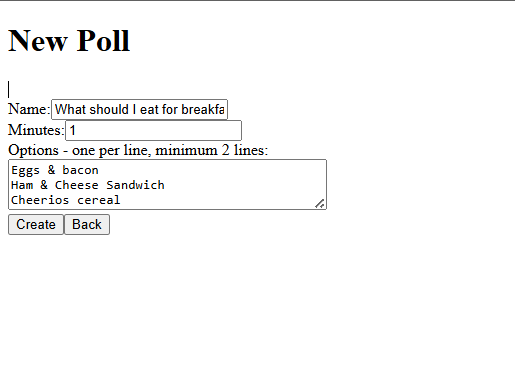 New Poll
Name: What should I eat for breakfa
Minutes: 1
Options - one per line, minimum 2 lines:
Eggs & bacon
Ham & Cheese Sandwich
Cheerios cereal
Create Back